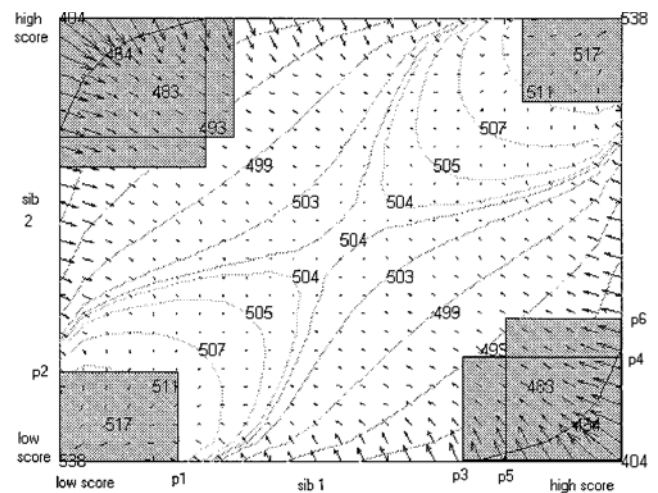 high score 404 538
484 517
483 511
493 507
499 505
503 504
sib 2 504
504 503
505 499 p6
507 493 p4
p2 511 483
517 484
low score 538 404
low score p1 sib 1 p3 p5 high score